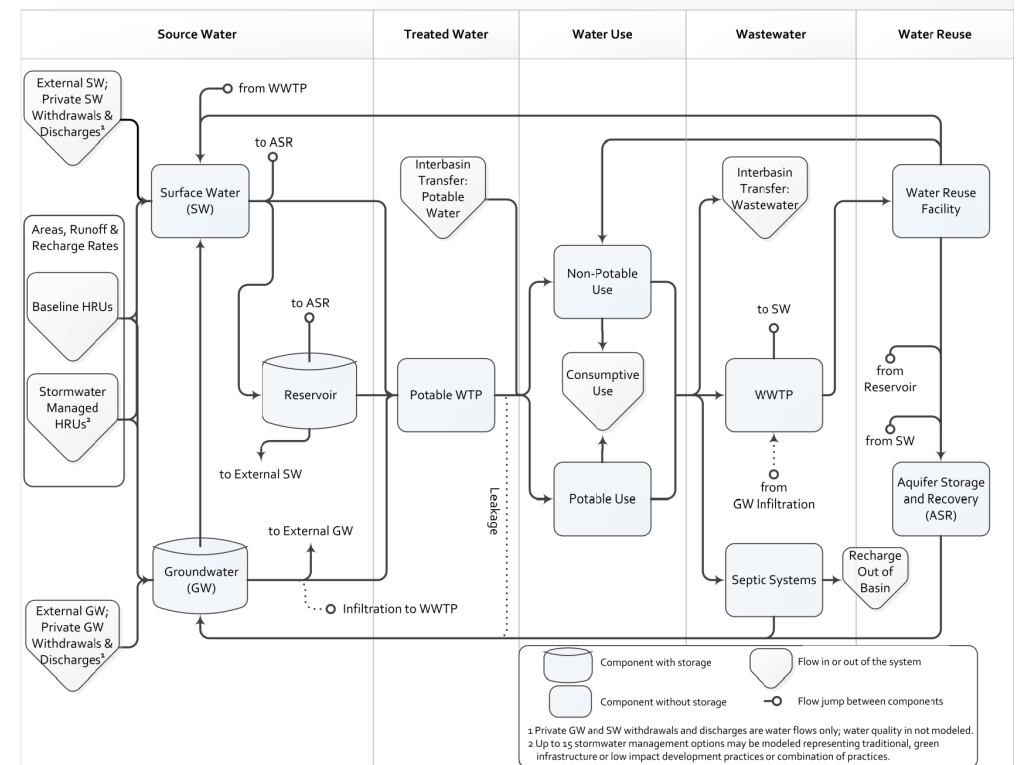 Source Water
Treated Water
Water Use
Wastewater
Water Reuse
External SW;
Private SW
Withdrawals &
Discharges¹
from WWTP
to ASR
Surface Water
(SW)
Interbasin
Transfer:
Potable
Water
Interbasin
Transfer:
Wastewater
Water Reuse
Facility
Areas, Runoff &
Recharge Rates
Baseline HRUs
Stormwater
Managed
HRUs²
to ASR
Reservoir
to External SW
Potable WTP
Non-Potable
Use
Consumptive
Use
Potable Use
Leakage
to SW
WWTP
from
GW Infiltration
from
Reservoir
from SW
Aquifer Storage
and Recovery
(ASR)
to External GW
Groundwater
(GW)
Infiltration to WWTP
Septic Systems
Recharge
Out of
Basin
External GW;
Private GW
Withdrawals &
Discharges¹
Component with storage
Flow in or out of the system
Component without storage
Flow jump between components
1 Private GW and SW withdrawals and discharges are water flows only; water quality in not modeled.
2 Up to 15 stormwater management options may be modeled representing traditional, green
infrastructure or low impact development practices or combination of practices.